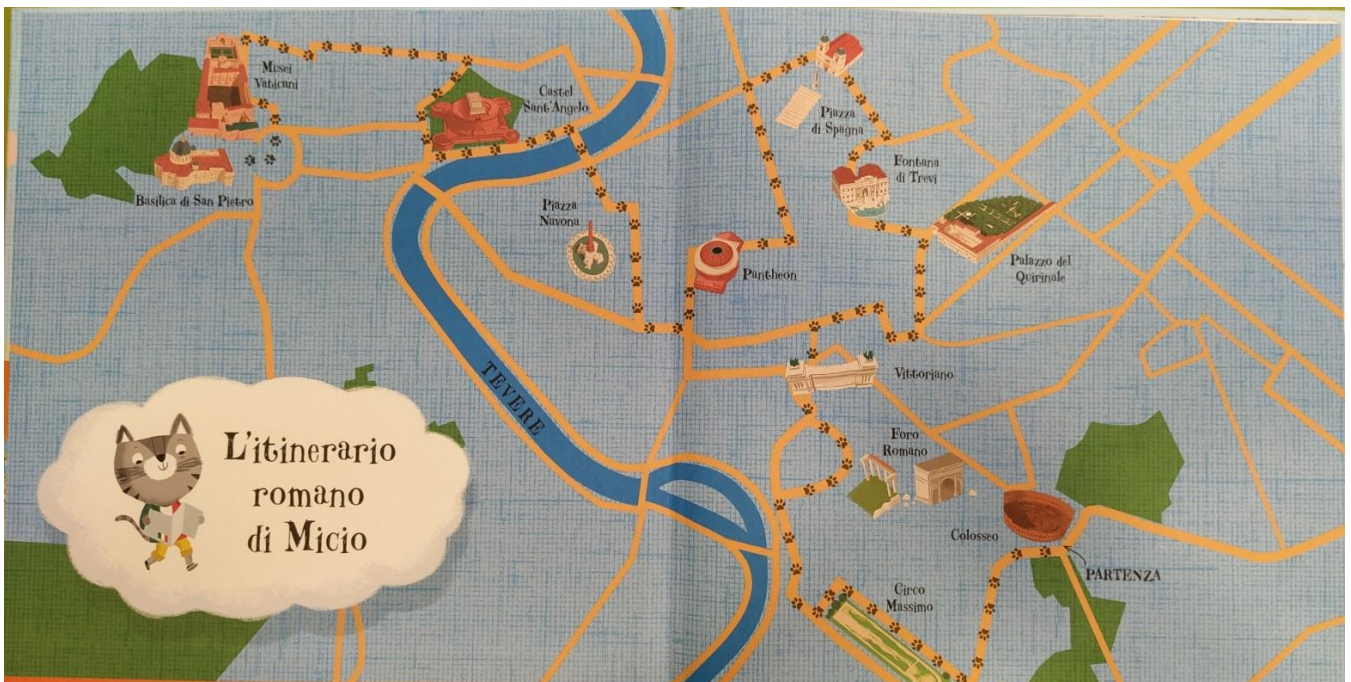 Musei
Vaticani
Castel
Sant'Angelo
Basilica di San Pietro
Piazza
Navona
Pantheon
Piazza
di Spagna
Fontana
di Trevi
Palazzo del
Quirinale
TEVERE
Vittoriano
Foro
Romano
Colosseo
PARTENZA
Circo
Massimo
L'itinerario
romano
di Micio